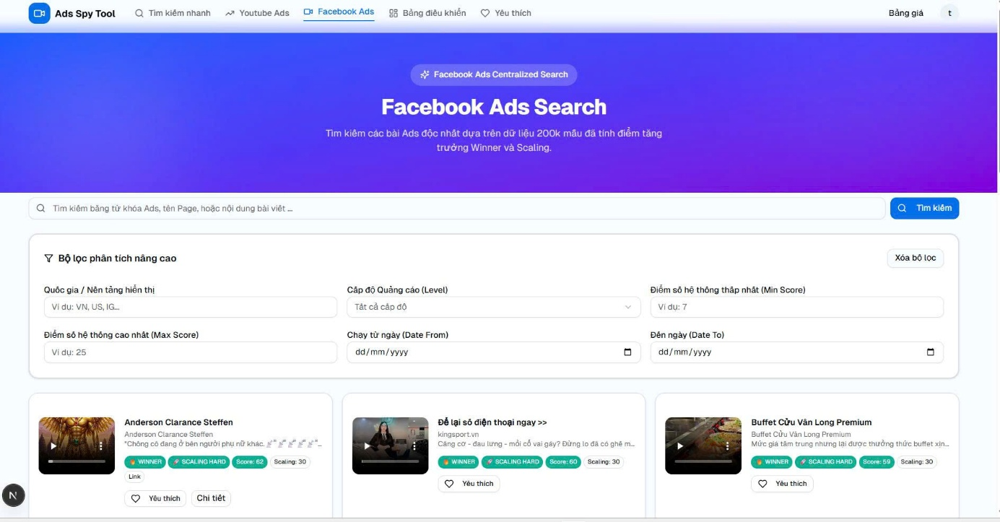 Ads Spy Tool
Tìm kiếm nhanh
Youtube Ads
Facebook Ads
Bảng điều khiển
Yêu thích
Bảng giá
t
Facebook Ads Centralized Search
Facebook Ads Search
Tìm kiếm các bài Ads độc nhất dựa trên dữ liệu 200k mẫu đã tính điểm tăng
trưởng Winner và Scaling.
Tìm kiếm bằng từ khóa Ads, tên Page, hoặc nội dung bài viết ...
Tìm kiếm
Bộ lọc phân tích nâng cao
Xóa bộ lọc
Quốc gia / Nền tảng hiển thị
Cấp độ Quảng cáo (Level)
Điểm số hệ thống thấp nhất (Min Score)
Ví dụ: VN, US, IG...
Tất cả cấp độ
Ví dụ: 7
Điểm số hệ thống cao nhất (Max Score)
Chạy từ ngày (Date From)
Đến ngày (Date To)
Ví dụ: 25
dd/mm/yyyy
dd/mm/yyyy
Anderson Clarance Steffen
Anderson Clarance Steffen
"Chồng cô đang ở bên người phụ nữ khác.
WINNER
SCALING HARD
Score: 62
Scaling: 30
Link
Yêu thích
Chi tiết
Để lại số điện thoại ngay >>
kingsport.vn
Căng cơ - đau lưng - mỏi cổ vai gáy? Đừng lo đã có ghế m...
WINNER
SCALING HARD
Score: 60
Scaling: 30
Yêu thích
Buffet Cửu Vân Long Premium
Buffet Cửu Vân Long Premium
Mức giá tầm trung nhưng lại được thưởng thức buffet xịn...
WINNER
SCALING HARD
Score: 59
Scaling: 30
Yêu thích
N